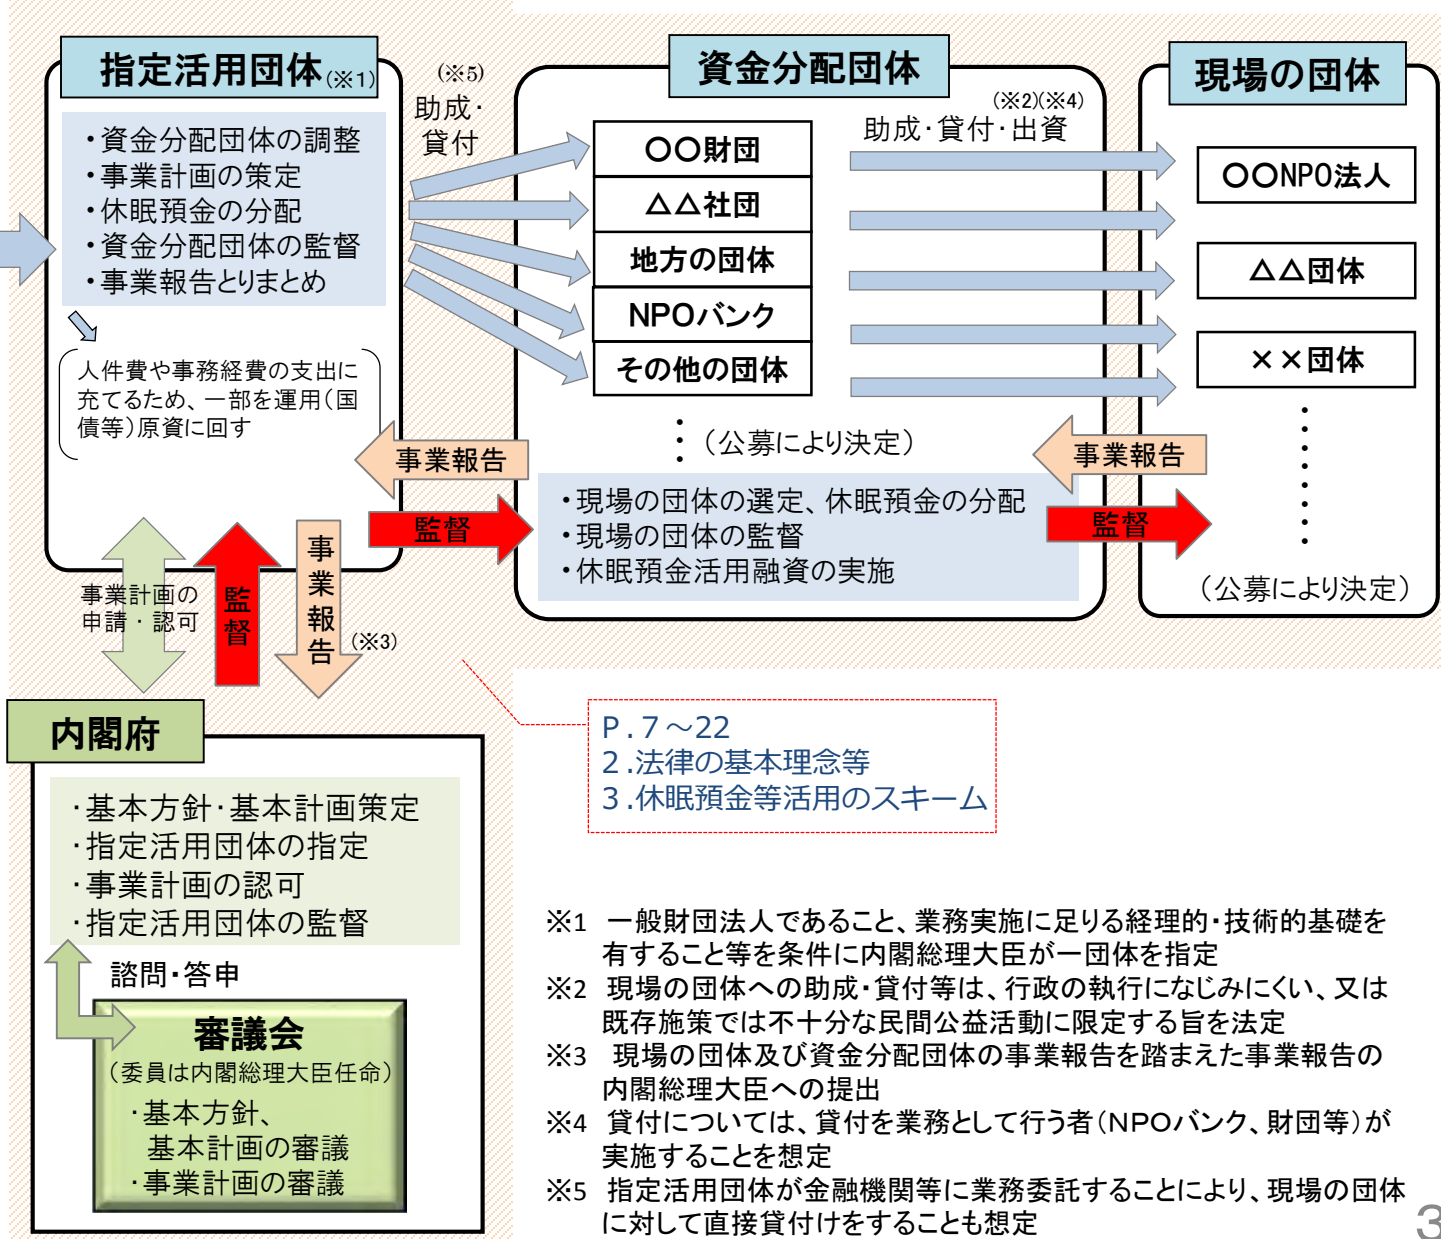 指定活用団体(※1)
・資金分配団体の調整
・事業計画の策定
・休眠預金の分配
・資金分配団体の監督
・事業報告とりまとめ
人件費や事務経費の支出に
充てるため、一部を運用(国
債等)原資に回す
(※5)
助成・
貸付
資金分配団体
(※2)(※4)
助成・貸付・出資
〇〇財団
△△社団
地方の団体
NPOバンク
その他の団体
(公募により決定)
・現場の団体の選定、休眠預金の分配
・現場の団体の監督
・休眠預金活用融資の実施
現場の団体
〇〇NPO法人
△△団体
××団体
(公募により決定)
事業報告
監督
事業報告
監督
事業計画の
申請・認可
監督
事業報告
(※3)
内閣府
・基本方針・基本計画策定
・指定活用団体の指定
・事業計画の認可
・指定活用団体の監督
諮問・答申
審議会
(委員は内閣総理大臣任命)
・基本方針、
基本計画の審議
・事業計画の審議
P.7~22
2.法律の基本理念等
3.休眠預金等活用のスキーム
※1 一般財団法人であること、業務実施に足りる経理的・技術的基礎を
有すること等を条件に内閣総理大臣が一団体を指定
※2 現場の団体への助成・貸付等は、行政の執行になじみにくい、又は
既存施策では不十分な民間公益活動に限定する旨を法定
※3 現場の団体及び資金分配団体の事業報告を踏まえた事業報告の
内閣総理大臣への提出
※4 貸付については、貸付を業務として行う者(NPOバンク、財団等)が
実施することを想定
※5 指定活用団体が金融機関等に業務委託することにより、現場の団体
に対して直接貸付けをすることも想定
3